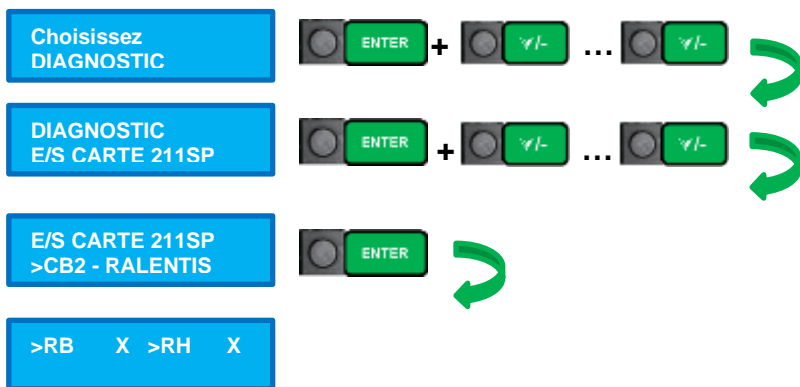 Choisissez
DIAGNOSTIC
ENTER + /- ... /-
DIAGNOSTIC
E/S CARTE 211SP
ENTER + /- ... /-
E/S CARTE 211SP
>CB2 - RALENTIS
ENTER
>RB X >RH X